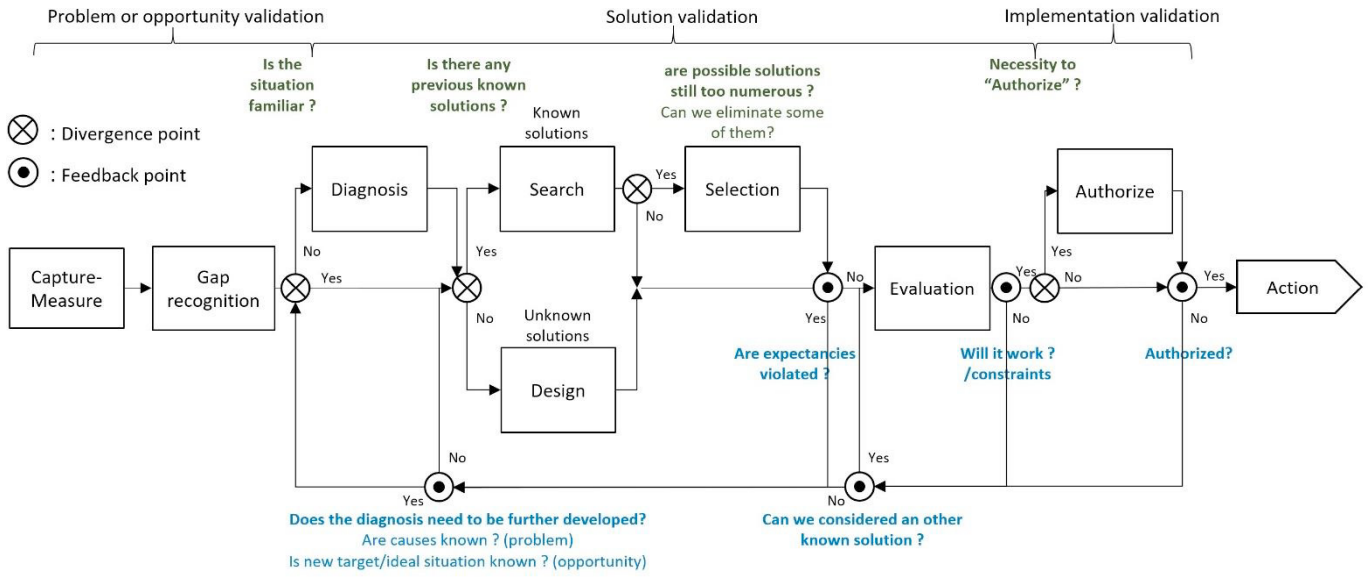 Problem or opportunity validation
Solution validation
Implementation validation
Is the
situation
familiar ?
Is there any
previous known
solutions ?
are possible solutions
still too numerous ?
Can we eliminate some
of them?
Necessity to
“Authorize” ?
: Divergence point
: Feedback point
Known
solutions
Diagnosis
Search
Yes
No
Selection
Authorize
No
Yes
Yes
Capture-
Measure
Gap
recognition
Yes
No
Unknown
solutions
Design
No
Yes
Evaluation
Yes
No
No
Yes
No
Action
Are expectancies
violated ?
Will it work ?
/constraints
Authorized?
No
Yes
Yes
No
Does the diagnosis need to be further developed?
Are causes known ? (problem)
Is new target/ideal situation known ? (opportunity)
Can we considered an other
known solution ?